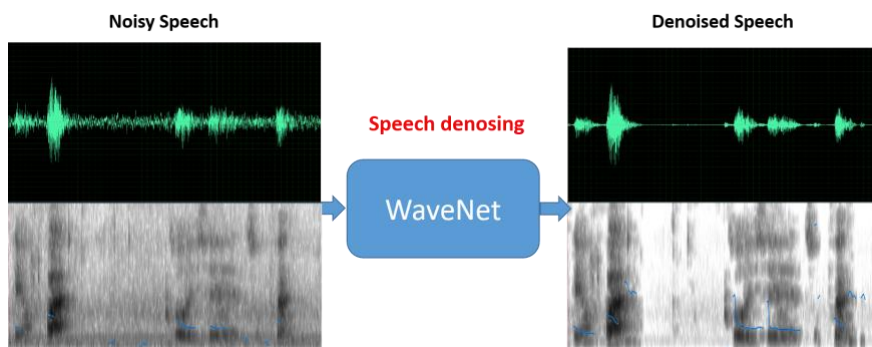 Noisy Speech
Denoised Speech
Speech denosing
WaveNet